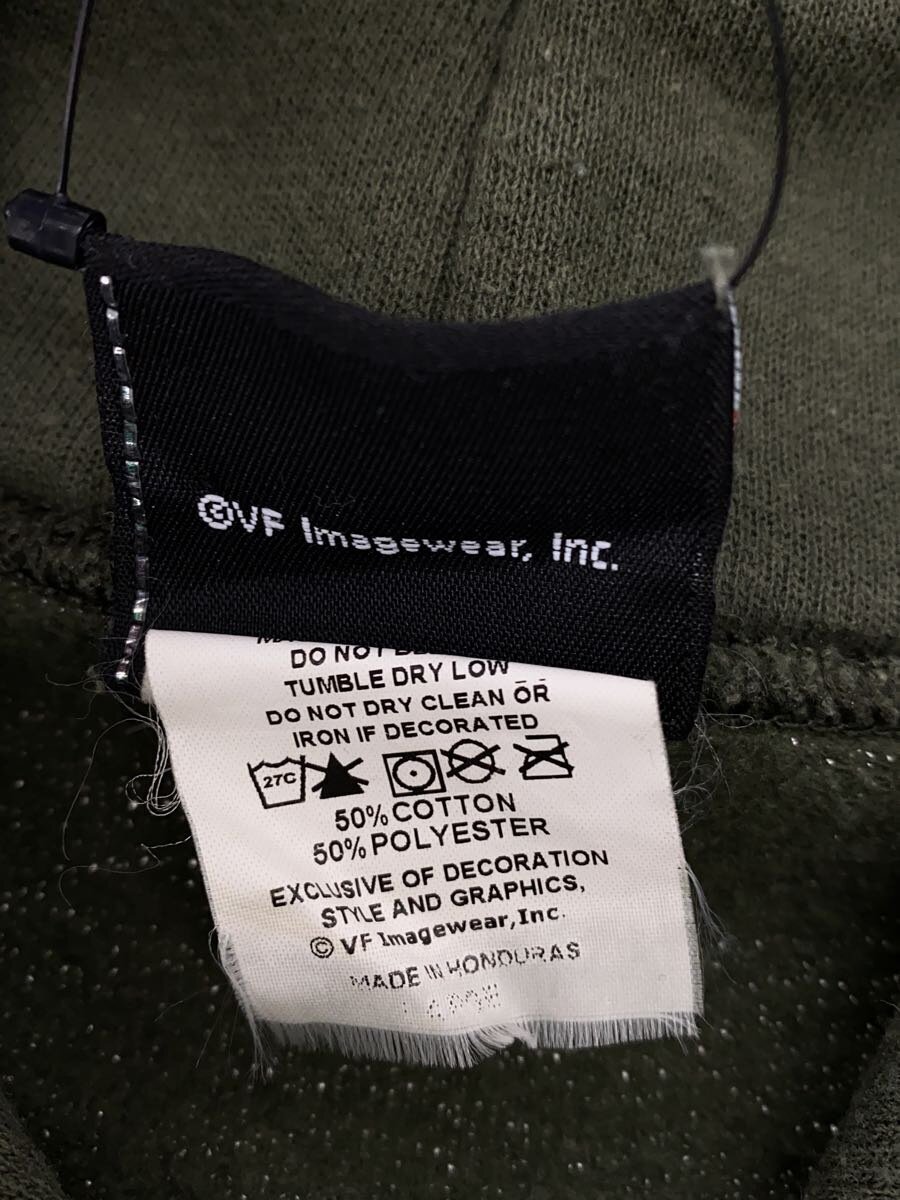 ©VF Imagewear, Inc.
DO NOT
TUMBLE DRY LOW
DO NOT DRY CLEAN OR
IRON IF DECORATED
27C
50% COTTON
50% POLYESTER
EXCLUSIVE OF DECORATION
STYLE AND GRAPHICS,
© VF Imagewear, Inc.
MADE IN HONDURAS